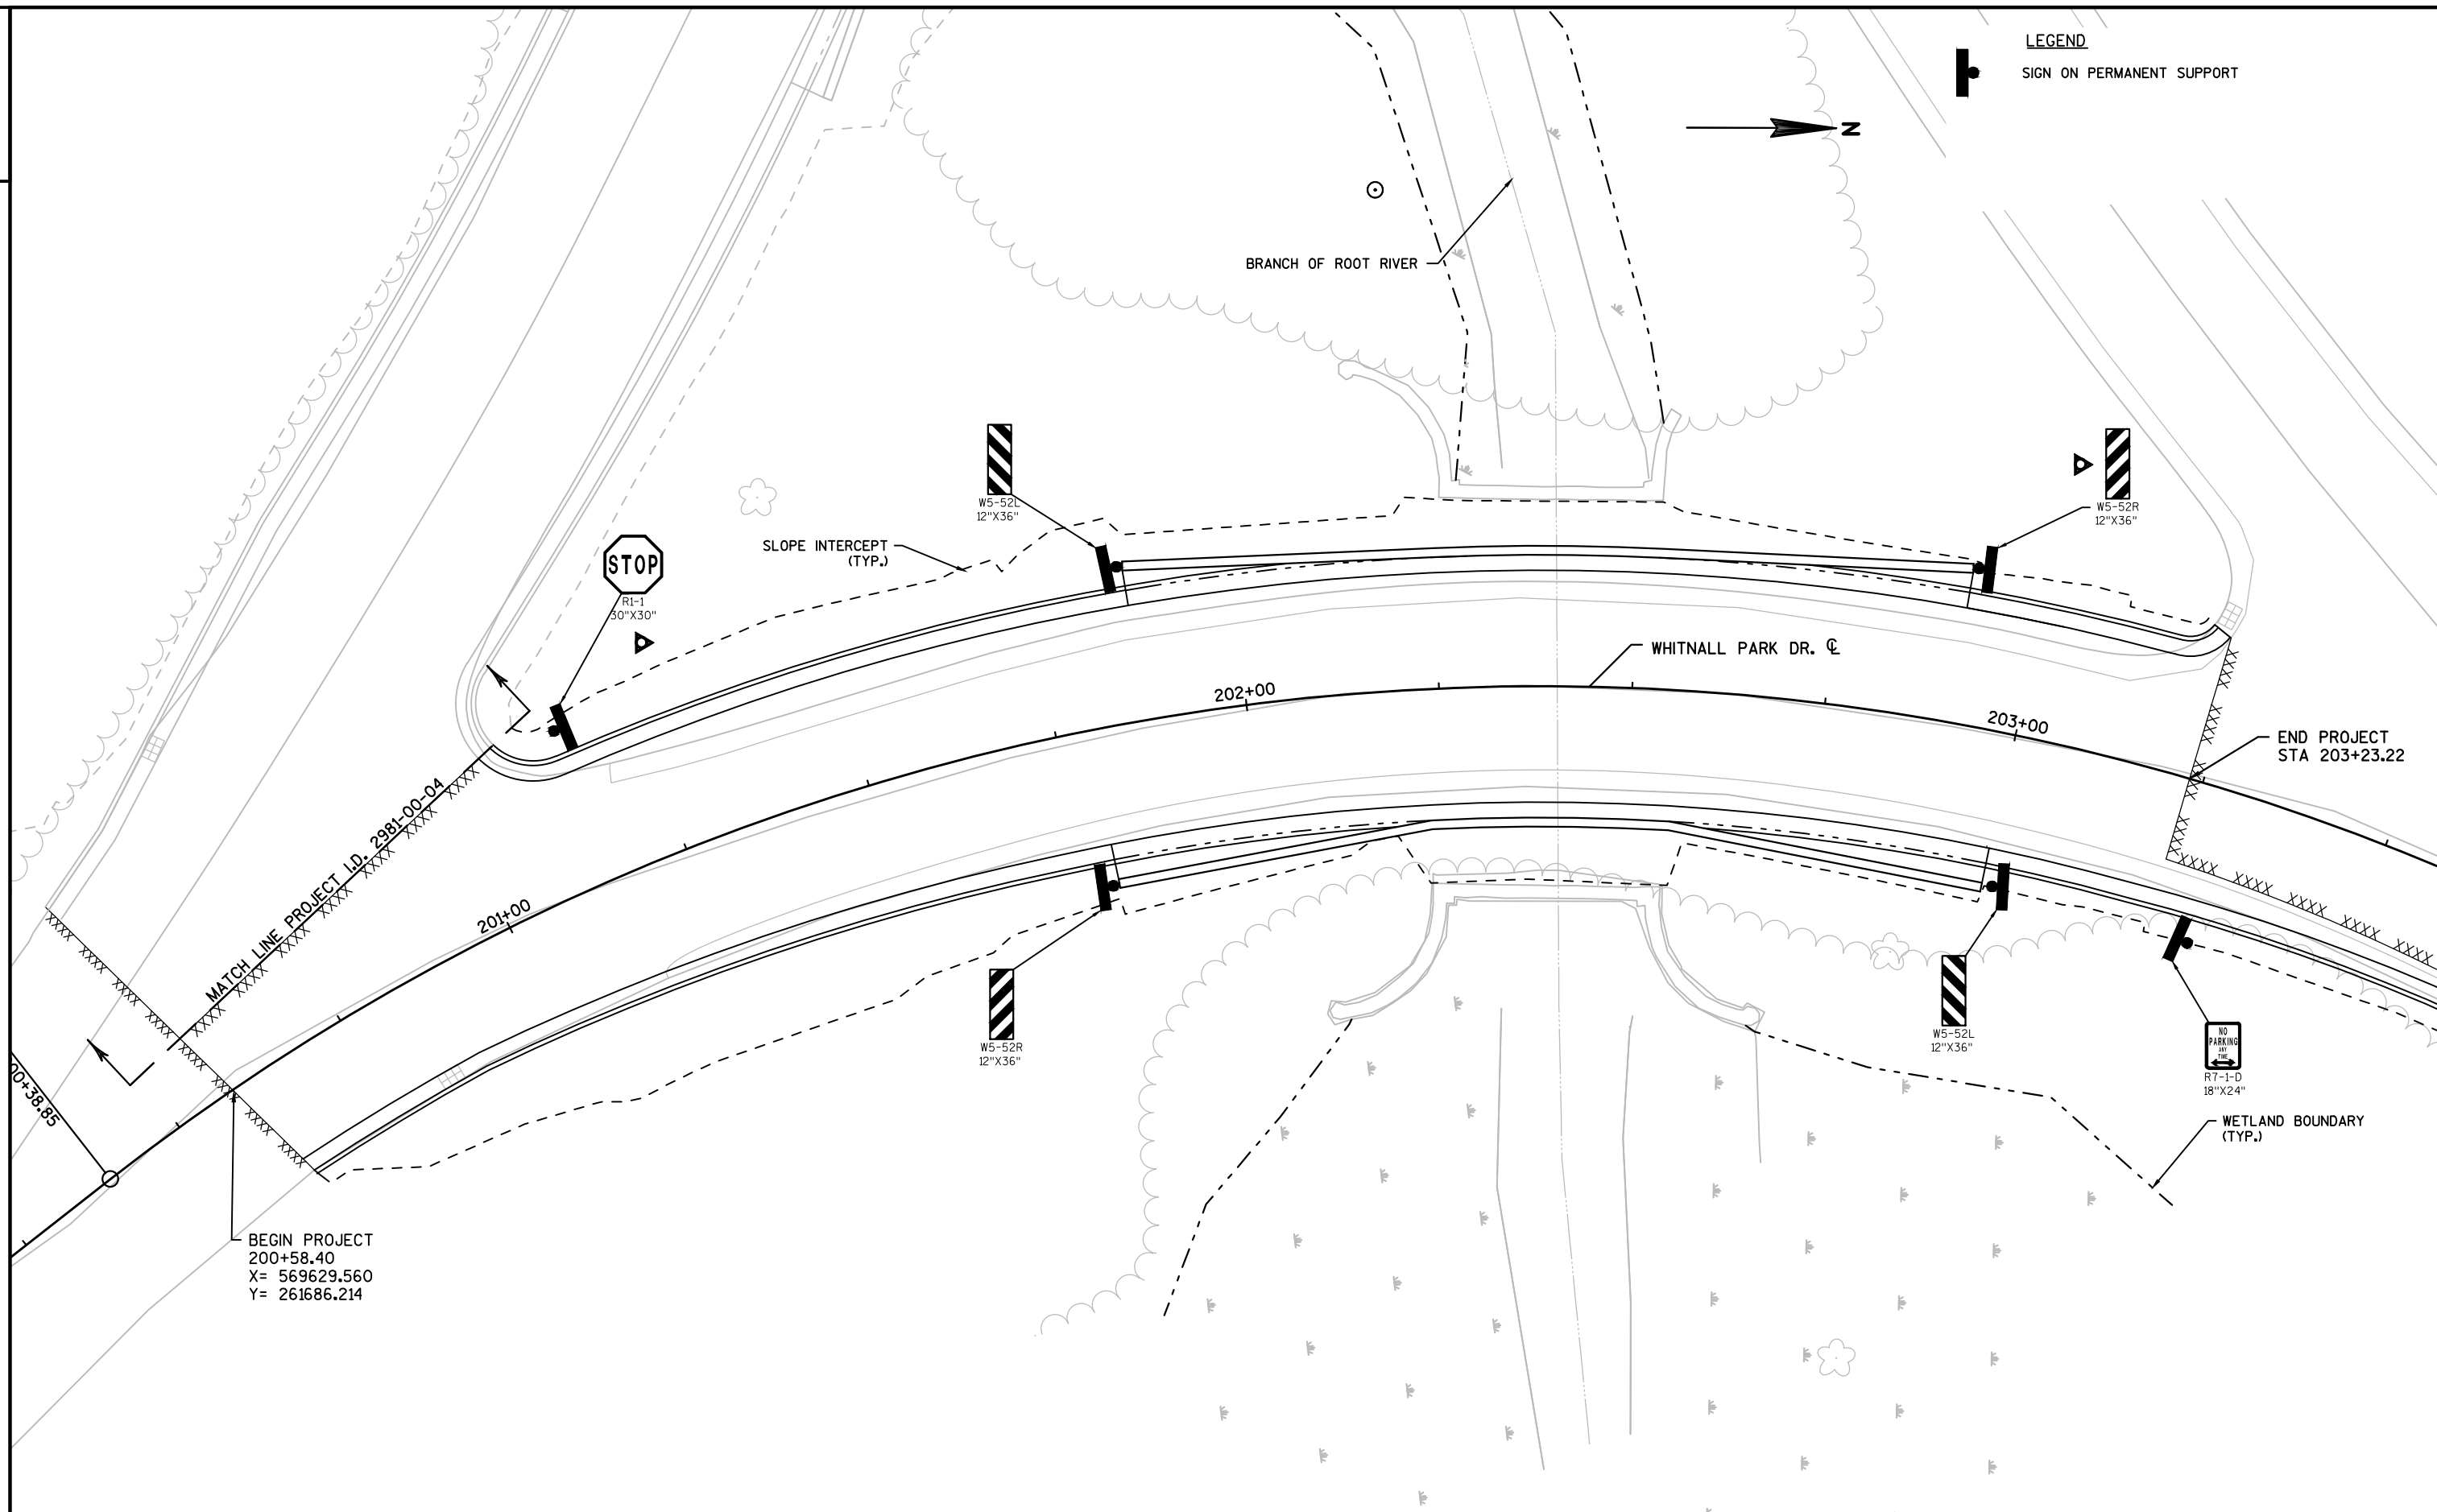 LEGEND
SIGN ON PERMANENT SUPPORT
N
BRANCH OF ROOT RIVER
W5-52L
12"X36"
W5-52R
12"X36"
SLOPE INTERCEPT
(TYP.)
STOP
R1-1
30"X30"
WHITNALL PARK DR. ℄
202+00
203+00
END PROJECT
STA 203+23.22
MATCH LINE PROJECT I.D. 2981-00-04
201+00
W5-52R
12"X36"
W5-52L
12"X36"
NO
PARKING
ANY
TIME
R7-1-D
18"X24"
00+38.85
WETLAND BOUNDARY
(TYP.)
BEGIN PROJECT
200+58.40
X= 569629.560
Y= 261686.214